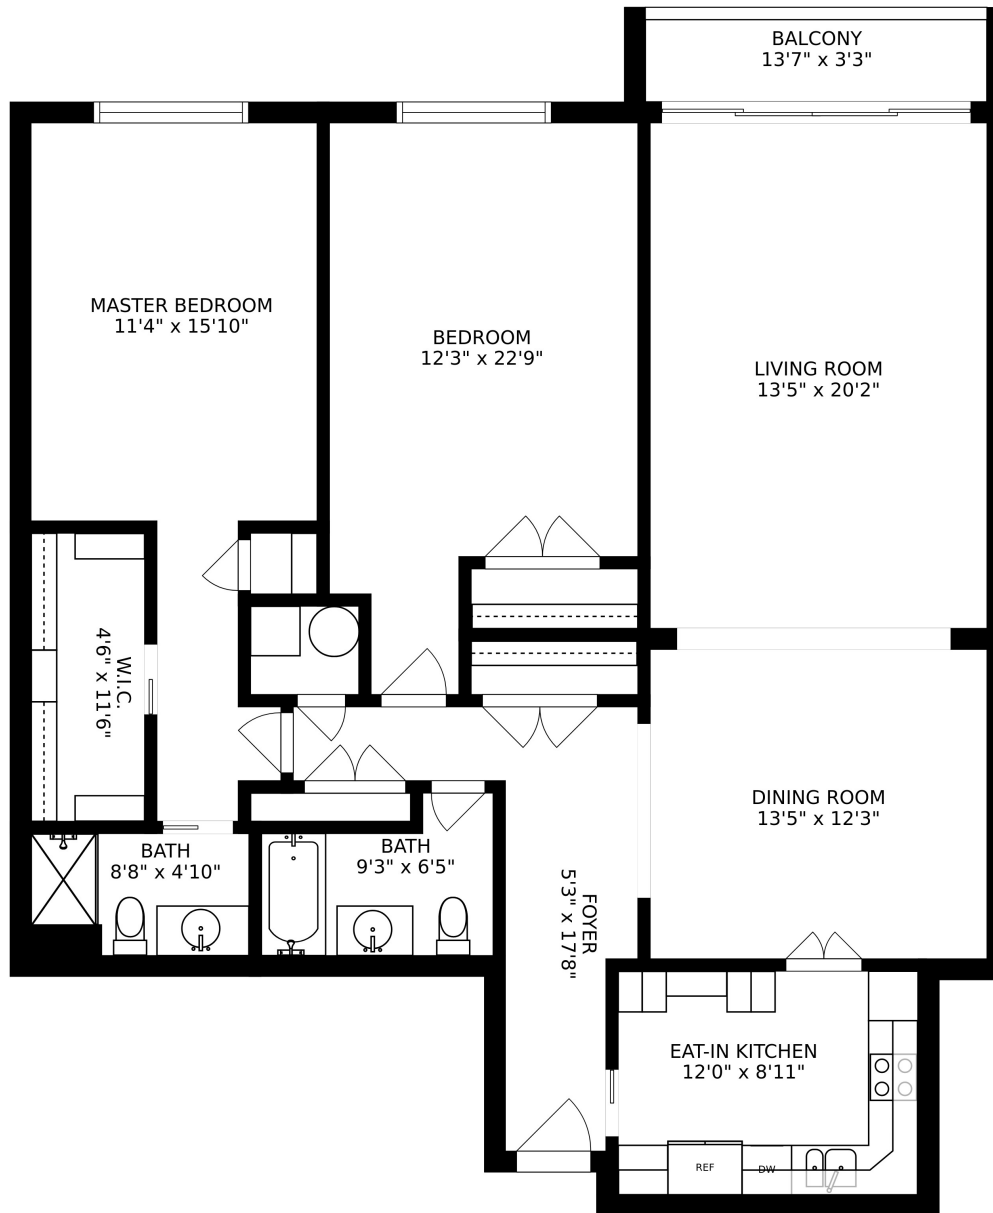 BALCONY
13'7" x 3'3"
MASTER BEDROOM
11'4" x 15'10"
BEDROOM
12'3" x 22'9"
LIVING ROOM
13'5" x 20'2"
W.I.C.
4'6" x 11'6"
DINING ROOM
13'5" x 12'3"
BATH
8'8" x 4'10"
BATH
9'3" x 6'5"
FOYER
5'3" x 17'8"
EAT-IN KITCHEN
12'0" x 8'11"
REF
DW